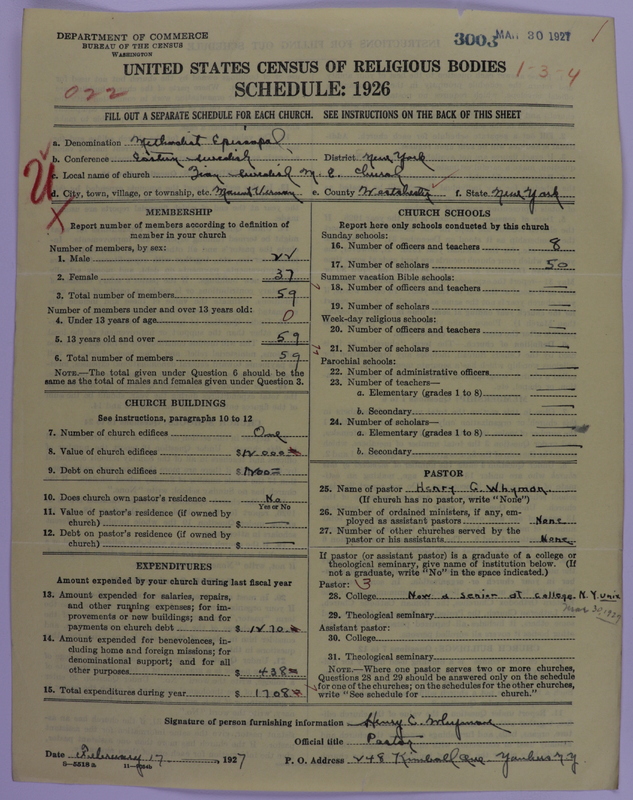 DEPARTMENT OF COMMERCE
BUREAU OF THE CENSUS
WASHINGTON
3003 MAR 30 1927
UNITED STATES CENSUS OF RELIGIOUS BODIES
1-3-4
022
SCHEDULE: 1926
FILL OUT A SEPARATE SCHEDULE FOR EACH CHURCH. SEE INSTRUCTIONS ON THE BACK OF THIS SHEET
a. Denomination Methodist Episcopal
b. Conference Eastern Swedish District New York
c. Local name of church Zion Swedish M. E. Church
d. City, town, village, or township, etc. Mount Vernon e. County Westchester f. State New York
MEMBERSHIP
Report number of members according to definition of
member in your church
Number of members, by sex:
1. Male 22
2. Female 37
3. Total number of members 59
Number of members under and over 13 years old:
4. Under 13 years of age 0
5. 13 years old and over 59
6. Total number of members 59
NOTE.—The total given under Question 6 should be the
same as the total of males and females given under Question 3.
CHURCH BUILDINGS
See instructions, paragraphs 10 to 12
7. Number of church edifices One
8. Value of church edifices $12,000
9. Debt on church edifices $1200
10. Does church own pastor's residence No
Yes or No
11. Value of pastor's residence (if owned by
church) $ —
12. Debt on pastor's residence (if owned by
church) $ —
EXPENDITURES
Amount expended by your church during last fiscal year
13. Amount expended for salaries, repairs,
and other running expenses; for im-
provements or new buildings; and for
payments on church debt $ 1270.
14. Amount expended for benevolences, in-
cluding home and foreign missions; for
denominational support; and for all
other purposes $ 438
15. Total expenditures during year $ 1708
CHURCH SCHOOLS
Report here only schools conducted by this church
Sunday schools:
16. Number of officers and teachers 8
17. Number of scholars 50
Summer vacation Bible schools:
18. Number of officers and teachers —
19. Number of scholars —
Week-day religious schools:
20. Number of officers and teachers —
21. Number of scholars —
Parochial schools:
22. Number of administrative officers —
23. Number of teachers—
a. Elementary (grades 1 to 8) —
b. Secondary —
24. Number of scholars—
a. Elementary (grades 1 to 8) —
b. Secondary —
PASTOR
25. Name of pastor Henry C. Whyman
(If church has no pastor, write "None")
26. Number of ordained ministers, if any, em-
ployed as assistant pastors None
27. Number of other churches served by the
pastor or his assistants None
If pastor (or assistant pastor) is a graduate of a college or
theological seminary, give name of institution below. (If
not a graduate, write "No" in the space indicated.)
Pastor: 3
28. College Now a senior at college. N. Y. Univ
Mar 30, 1927
29. Theological seminary
Assistant pastor:
30. College
31. Theological seminary
NOTE.—Where one pastor serves two or more churches,
Questions 28 and 29 should be answered only on the schedule
for one of the churches; on the schedules for the other churches,
write "See schedule for church."
Signature of person furnishing information Henry C. Whyman
Official title Pastor
Date February 17, 1927 P. O. Address 248 Kimball Ave. Yonkers N.Y.